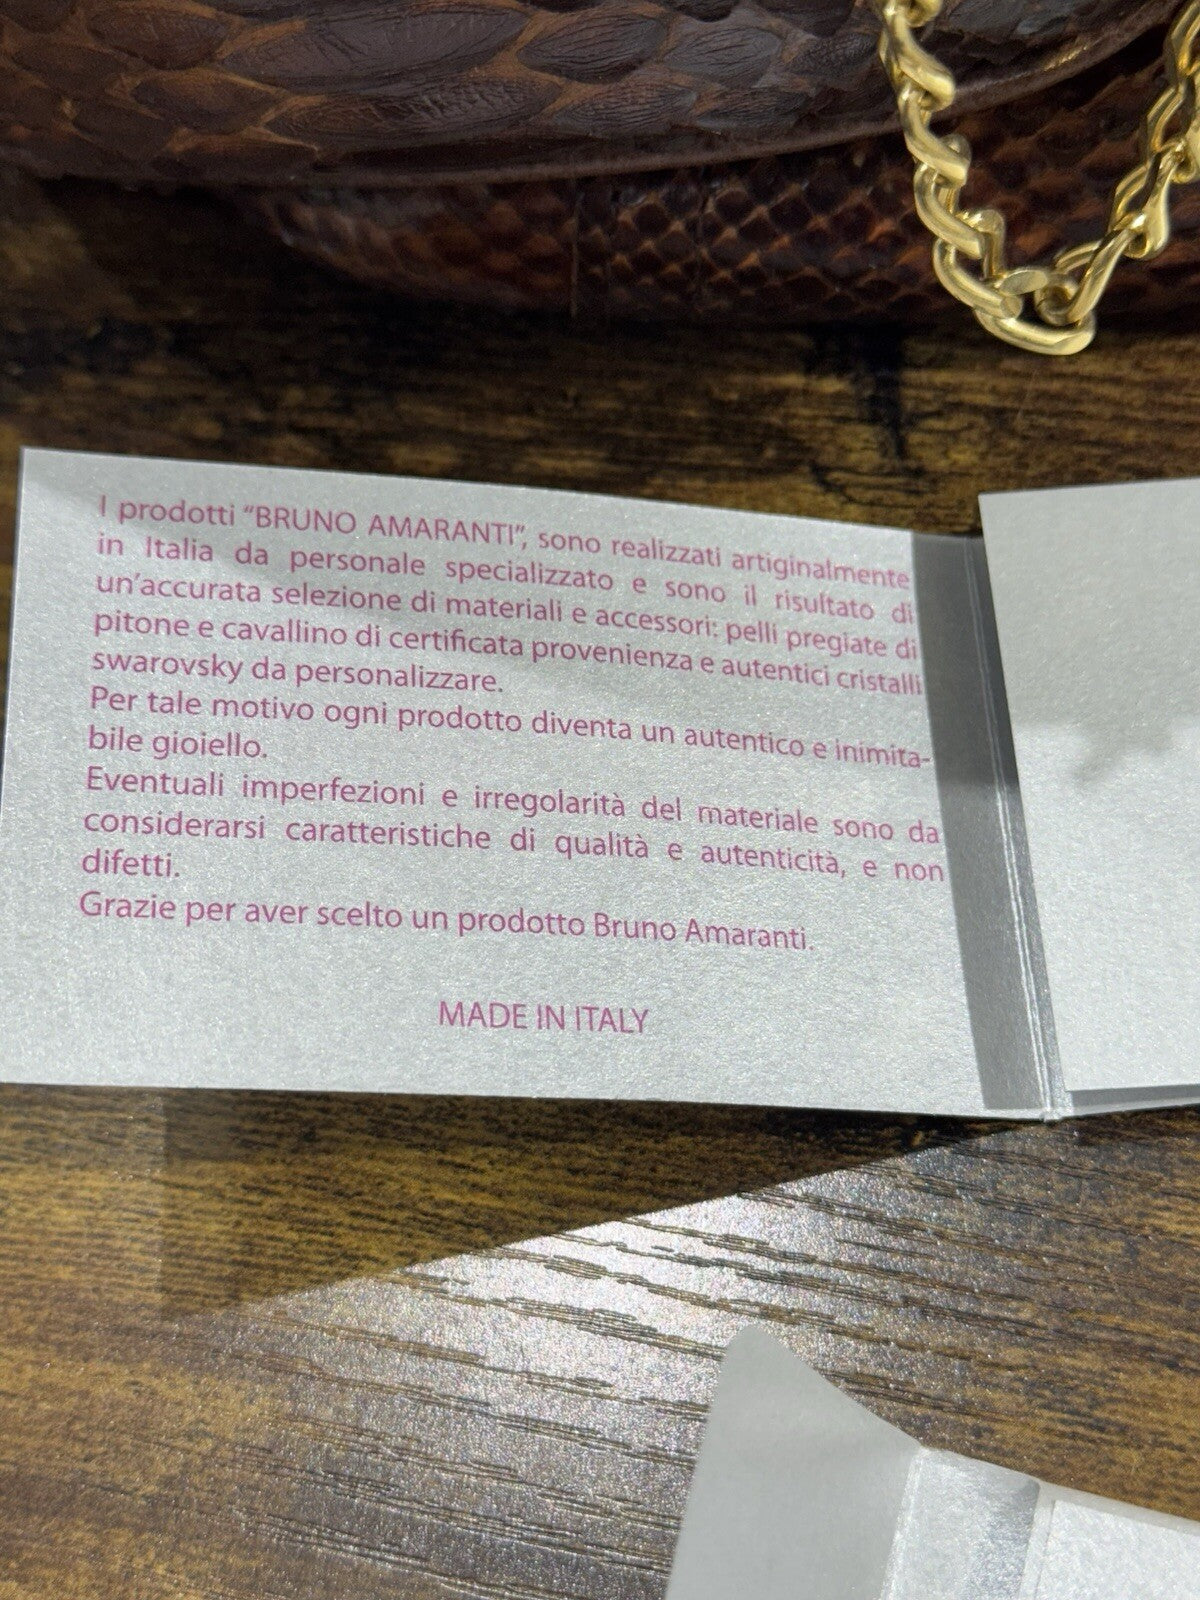 I prodotti “BRUNO AMARANTI”, sono realizzati artiginalmente
in Italia da personale specializzato e sono il risultato di
un’accurata selezione di materiali e accessori: pelli pregiate di
pitone e cavallino di certificata provenienza e autentici cristalli
swarovsky da personalizzare.
Per tale motivo ogni prodotto diventa un autentico e inimita-
bile gioiello.
Eventuali imperfezioni e irregolarità del materiale sono da
considerarsi caratteristiche di qualità e autenticità, e non
difetti.
Grazie per aver scelto un prodotto Bruno Amaranti.
MADE IN ITALY